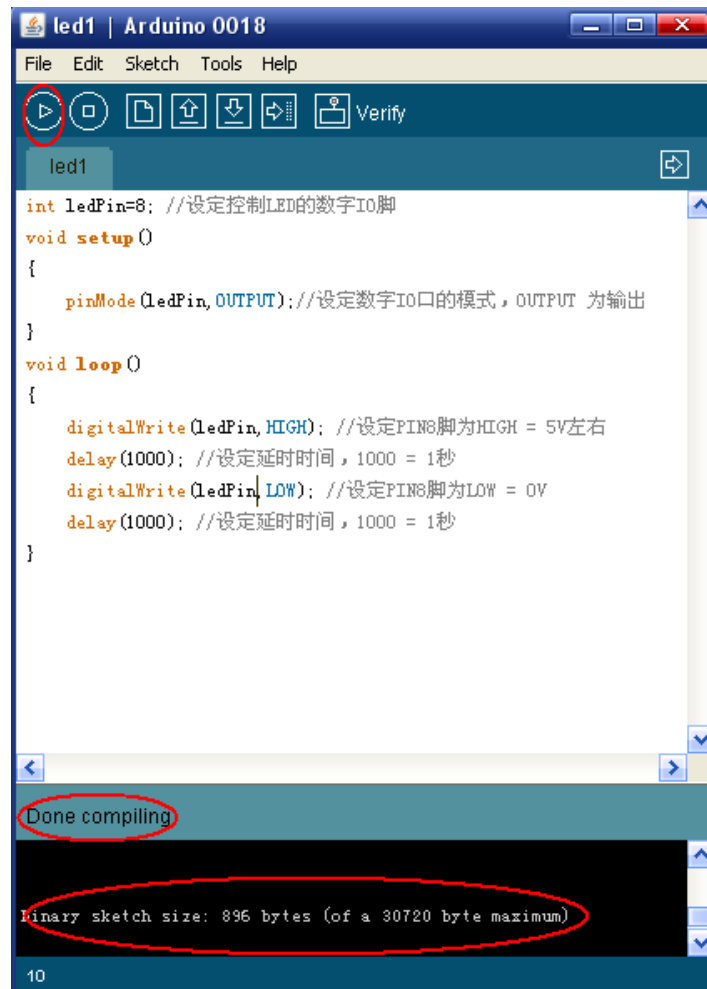 led1 | Arduino 0018
File Edit Sketch Tools Help
Verify
led1
int ledPin=8; //设定控制LED的数字IO脚
void setup()
{
pinMode(ledPin,OUTPUT);//设定数字IO口的模式，OUTPUT 为输出
}
void loop()
{
digitalWrite(ledPin,HIGH); //设定PIN8脚为HIGH = 5V左右
delay(1000); //设定延时时间，1000 = 1秒
digitalWrite(ledPin,LOW); //设定PIN8脚为LOW = 0V
delay(1000); //设定延时时间，1000 = 1秒
}
Done compiling
Binary sketch size: 896 bytes (of a 30720 byte maximum)
10